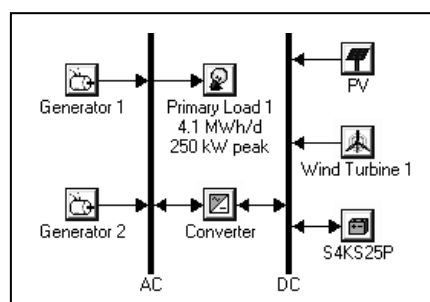 Generator 1
Primary Load 1
4.1 MWh/d
250 kW peak
PV
Wind Turbine 1
Generator 2
Converter
S4KS25P
AC
DC